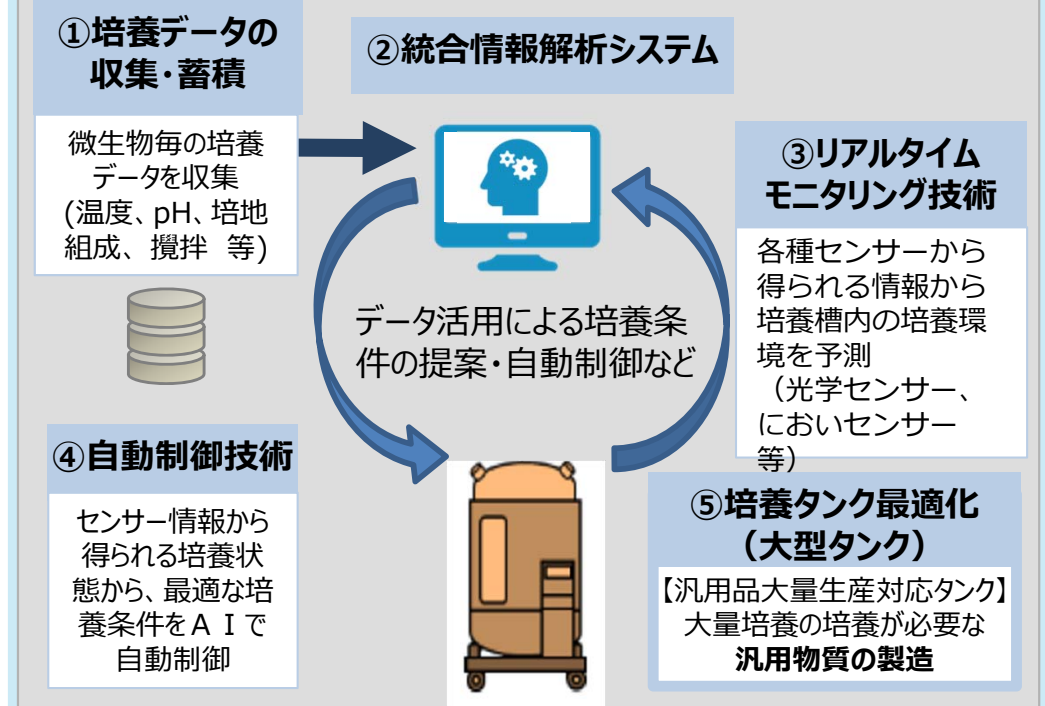 ①培養データの
収集・蓄積
微生物毎の培養
データを収集
(温度、pH、培地
組成、攪拌 等)
②統合情報解析システム
③リアルタイム
モニタリング技術
各種センサーから
得られる情報から
培養槽内の培養環
境を予測
(光学センサー、
においセンサー
等)
データ活用による培養条
件の提案・自動制御など
④自動制御技術
センサー情報から
得られる培養状
態から、最適な培
養条件をAIで
自動制御
⑤培養タンク最適化
(大型タンク)
【汎用品大量生産対応タンク】
大量培養の培養が必要な
汎用物質の製造